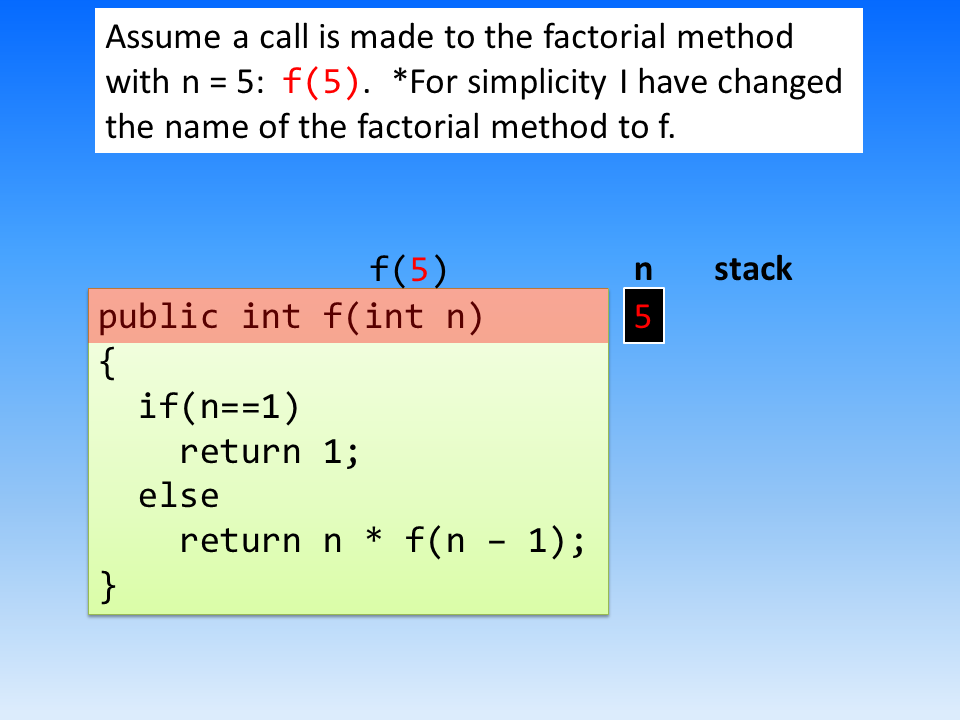 Assume a call is made to the factorial method
with n = 5: f(5). *For simplicity I have changed
the name of the factorial method to f.
f(5) n stack
public int f(int n) 5
{
if(n==1)
return 1;
else
return n * f(n – 1);
}